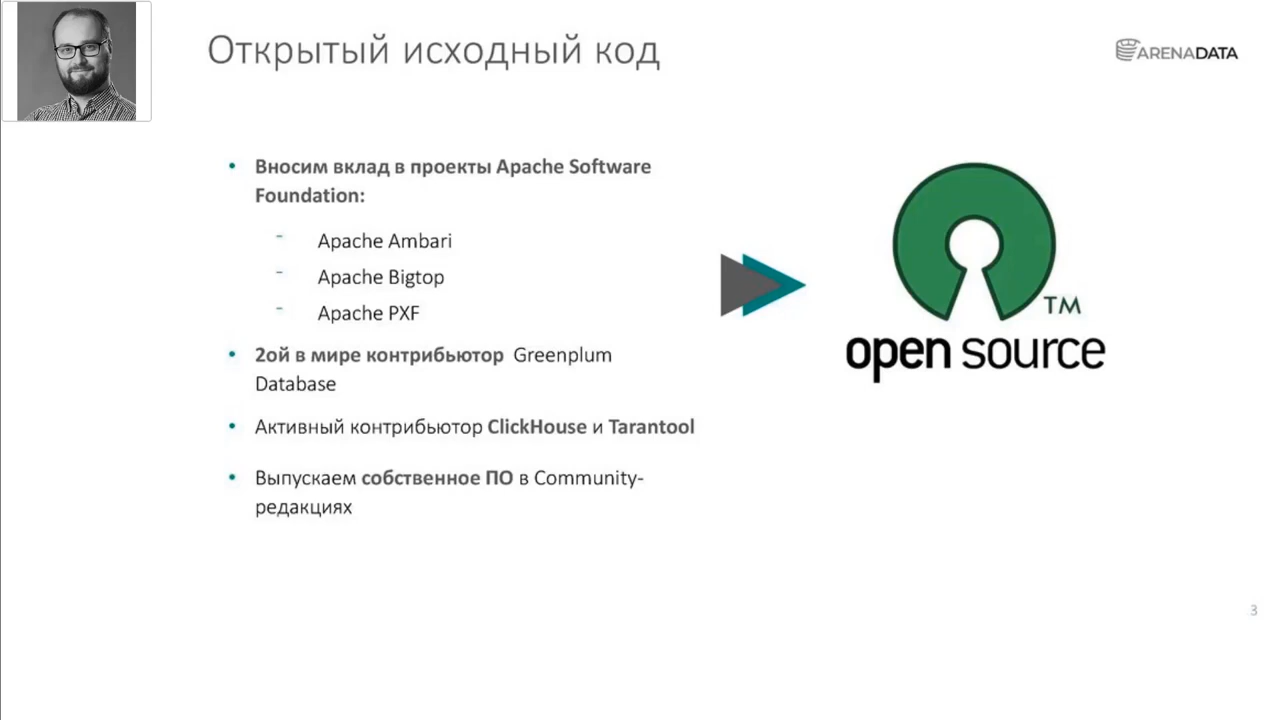 Открытый исходный код
ARENADATA
• Вносим вклад в проекты Apache Software
Foundation:
- Apache Ambari
- Apache Bigtop
- Apache PXF
• 2ой в мире контрибьютор Greenplum
Database
• Активный контрибьютор ClickHouse и Tarantool
• Выпускаем собственное ПО в Community-
редакциях
TM
open source
3